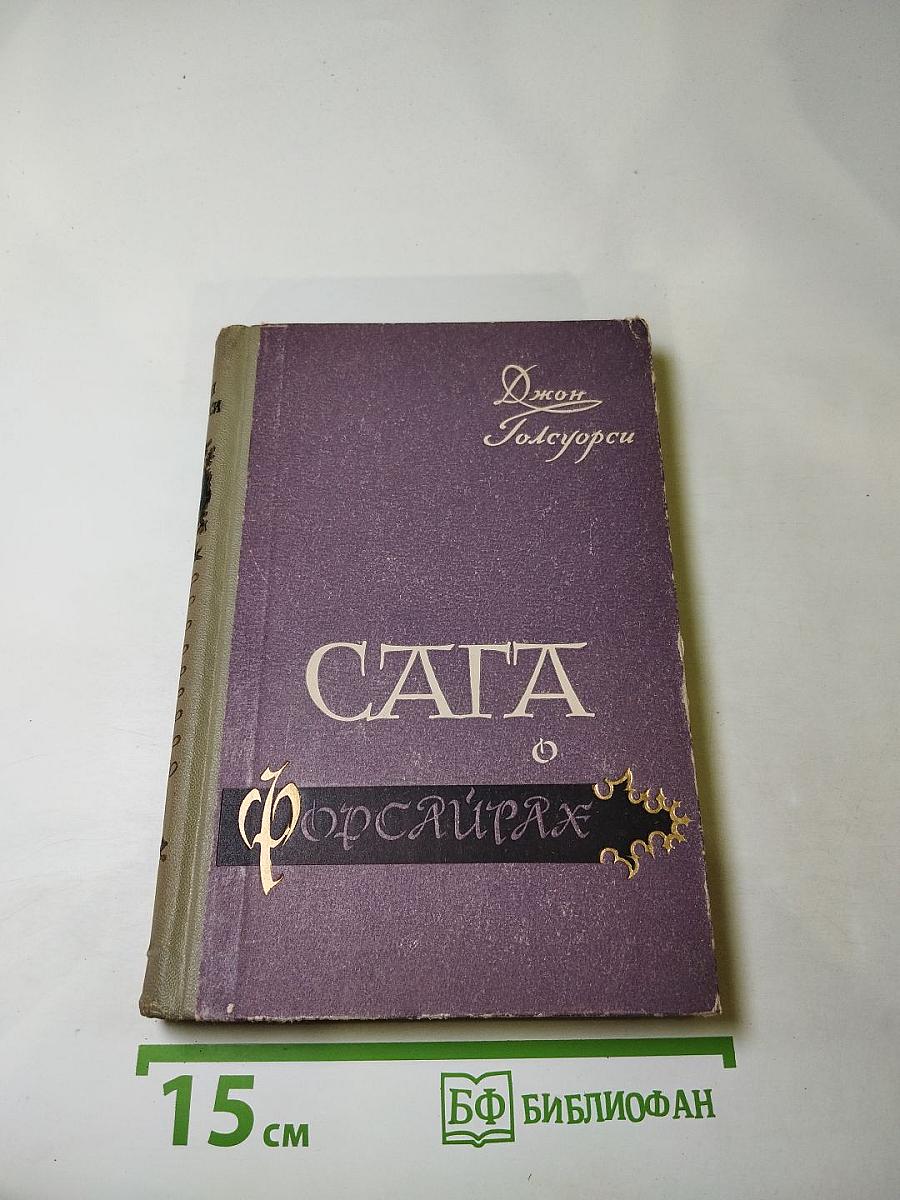 Джон
Голсуорси
САГА
О
ФОРСАЙТАХ
15 см
БФ БИБЛИОФАН